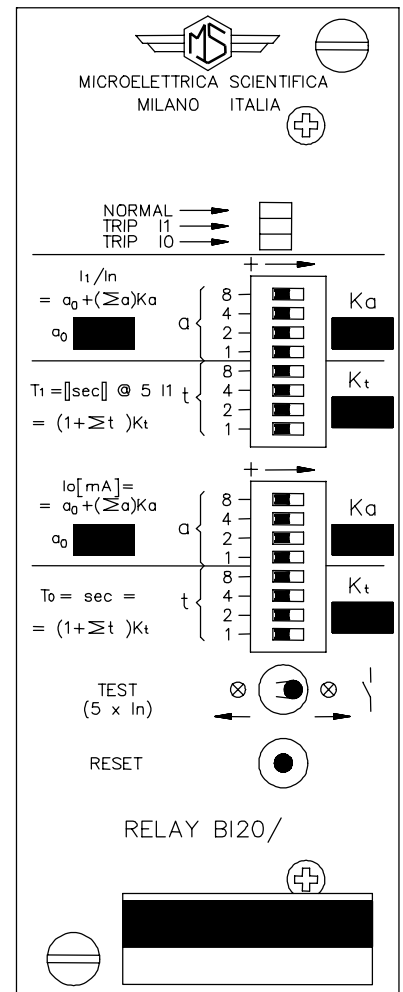 MS
MICROELETTRICA SCIENTIFICA
MILANO ITALIA
NORMAL
TRIP I1
TRIP I0
+
I1/In
= a0+(Σa)Ka
a0
a
8
4
2
1
Ka
T1=[]sec[] @ 5 I1
= (1+Σt )Kt
t
8
4
2
1
Kt
+
Io[mA]=
= a0+(Σa)Ka
a0
a
8
4
2
1
Ka
To= sec =
= (1+Σt )Kt
t
8
4
2
1
Kt
TEST
(5 x In)
RESET
RELAY BI20/